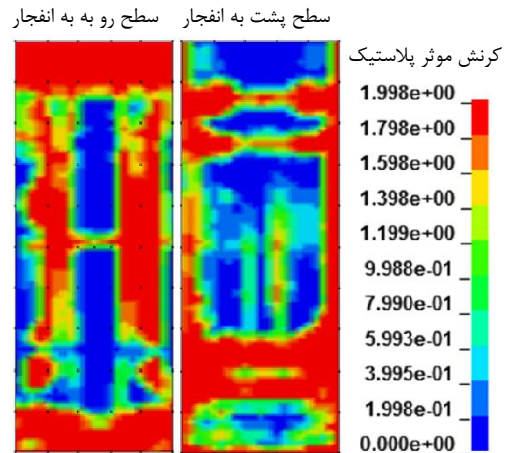 سطح پشت به انفجار
سطح رو به به انفجار
کرنش موثر پلاستیک
1.998e+00
1.798e+00
1.598e+00
1.398e+00
1.199e+00
9.988e-01
7.990e-01
5.993e-01
3.995e-01
1.998e-01
0.000e+00